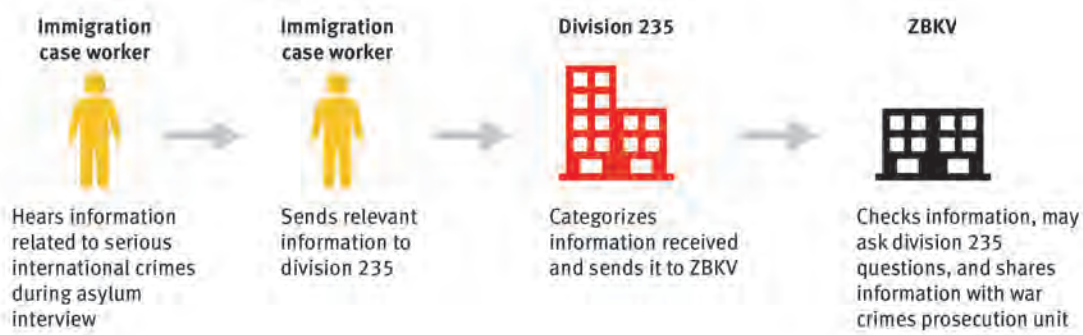 Immigration
case worker
Hears information
related to serious
international crimes
during asylum
interview
Immigration
case worker
Sends relevant
information to
division 235
Division 235
Categorizes
information received
and sends it to ZBKV
ZBKV
Checks information, may
ask division 235
questions, and shares
information with war
crimes prosecution unit